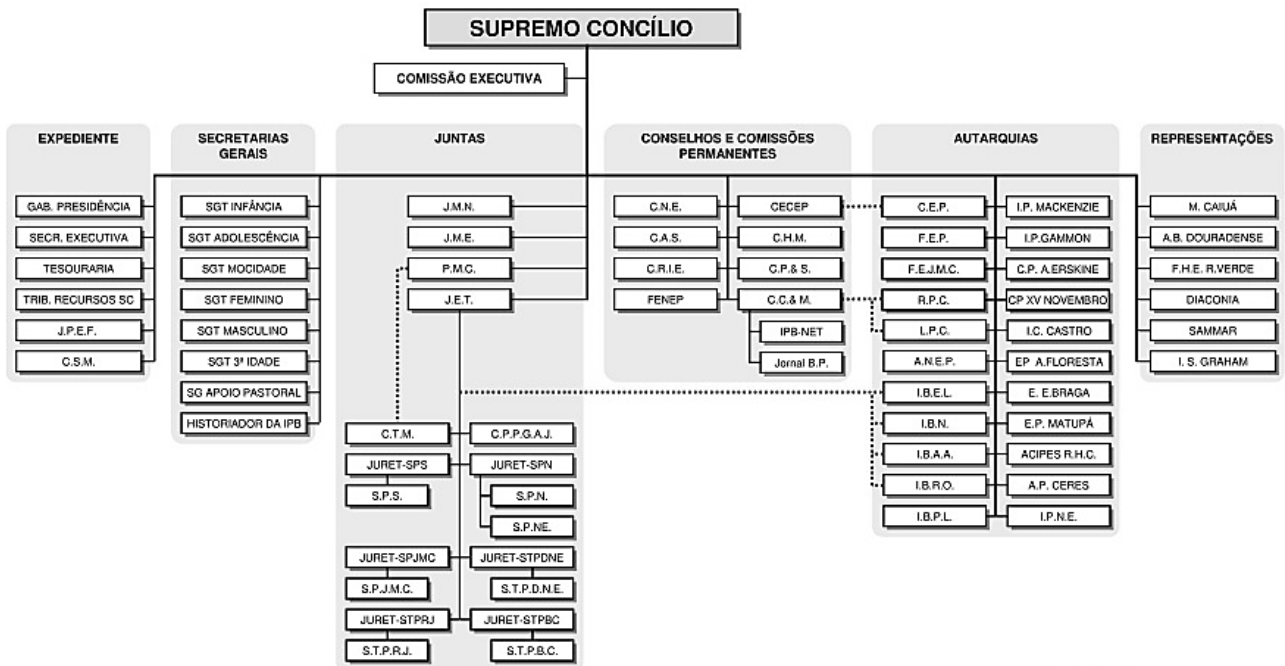 SUPREMO CONCÍLIO
COMISSÃO EXECUTIVA
EXPEDIENTE
GAB. PRESIDÊNCIA
SECR. EXECUTIVA
TESOURARIA
TRIB. RECURSOS SC
J.P.E.F.
C.S.M.
SECRETARIAS
GERAIS
SGT INFÂNCIA
SGT ADOLESCÊNCIA
SGT MOCIDADE
SGT FEMININO
SGT MASCULINO
SGT 3ª IDADE
SG APOIO PASTORAL
HISTORIADOR DA IPB
JUNTAS
J.M.N.
J.M.E.
P.M.C.
J.E.T.
C.T.M.
C.P.P.G.A.J.
JURET-SPS
JURET-SPN
S.P.S.
S.P.N.
S.P.NE.
JURET-SPJMC
JURET-STPDNE
S.P.J.M.C.
S.T.P.D.N.E.
JURET-STPRJ
JURET-STPBC
S.T.P.R.J.
S.T.P.B.C.
CONSELHOS E COMISSÕES
PERMANENTES
C.N.E.
CECEP
C.A.S.
C.H.M.
C.R.I.E.
C.P.& S.
FENEP
C.C.& M.
IPB-NET
Jornal B.P.
AUTARQUIAS
C.E.P.
I.P. MACKENZIE
F.E.P.
I.P.GAMMON
F.E.J.M.C.
C.P. A.ERSKINE
R.P.C.
CP XV NOVEMBRO
L.P.C.
I.C. CASTRO
A.N.E.P.
EP A.FLORESTA
I.B.E.L.
E. E.BRAGA
I.B.N.
E.P. MATUPÁ
I.B.A.A.
ACIPES R.H.C.
I.B.R.O.
A.P. CERES
I.B.P.L.
I.P.N.E.
REPRESENTAÇÕES
M. CAIUÁ
A.B. DOURADENSE
F.H.E. R.VERDE
DIACONIA
SAMMAR
I. S. GRAHAM